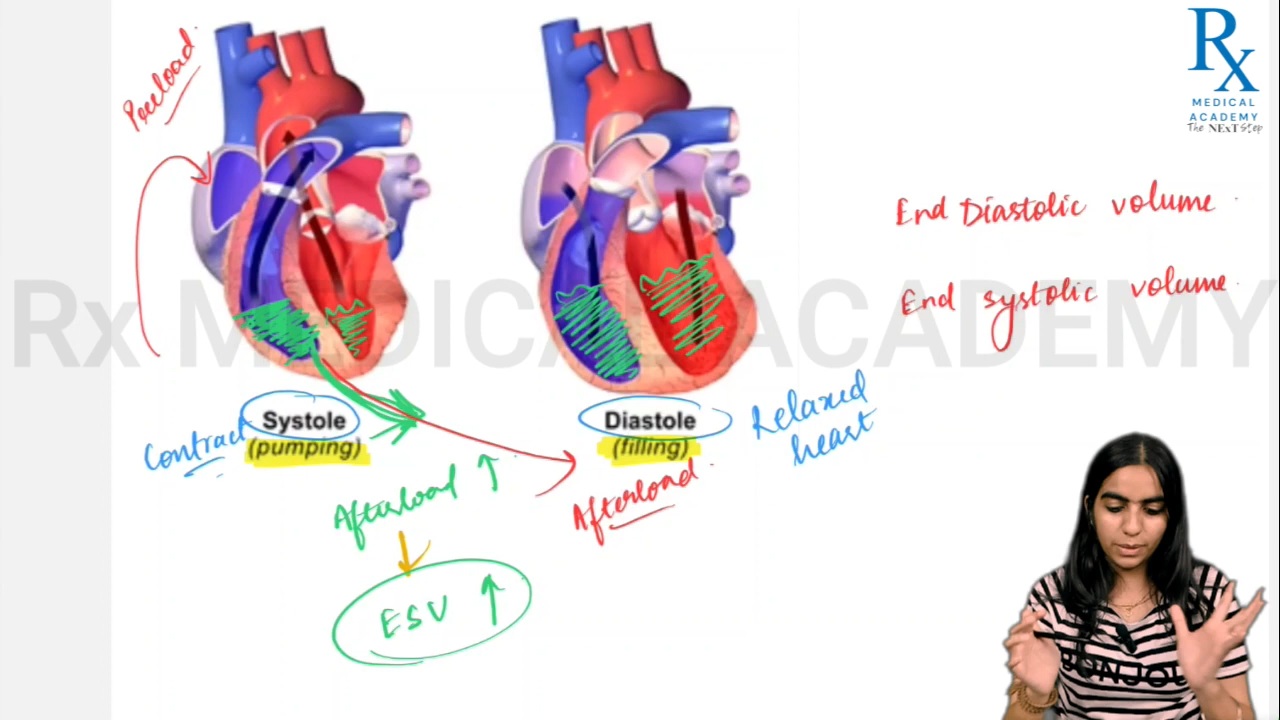 Preload
Rx
MEDICAL
ACADEMY
The NExT Step
End Diastolic volume
End systolic volume
Rx MEDICAL ACADEMY
Systole
(pumping)
Contract
Diastole
(filling)
Relaxed
heart
Afterload ↑
Afterload
ESV ↑
BONJOU